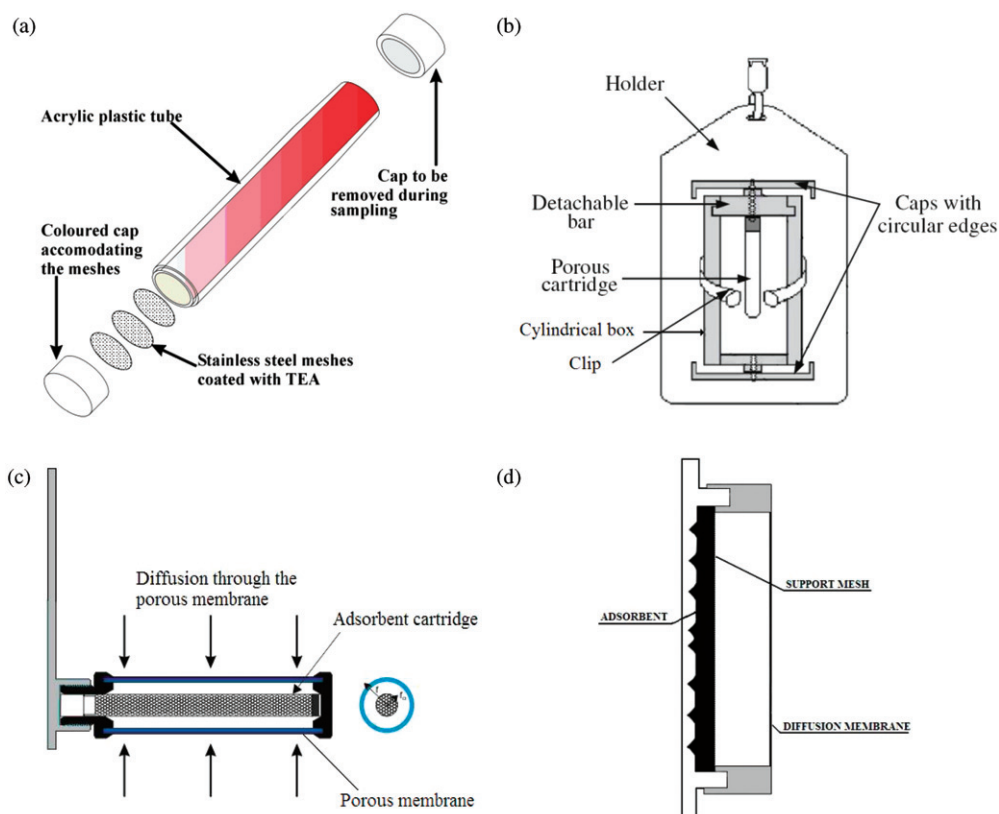 (a)
Acrylic plastic tube
Cap to be
removed during
sampling
Coloured cap
accomodating
the meshes
Stainless steel meshes
coated with TEA
(b)
Holder
Detachable
bar
Caps with
circular edges
Porous
cartridge
Cylindrical box
Clip
(c)
Diffusion through the
porous membrane
Adsorbent cartridge
Porous membrane
(d)
SUPPORT MESH
ADSORBENT
DIFFUSION MEMBRANE